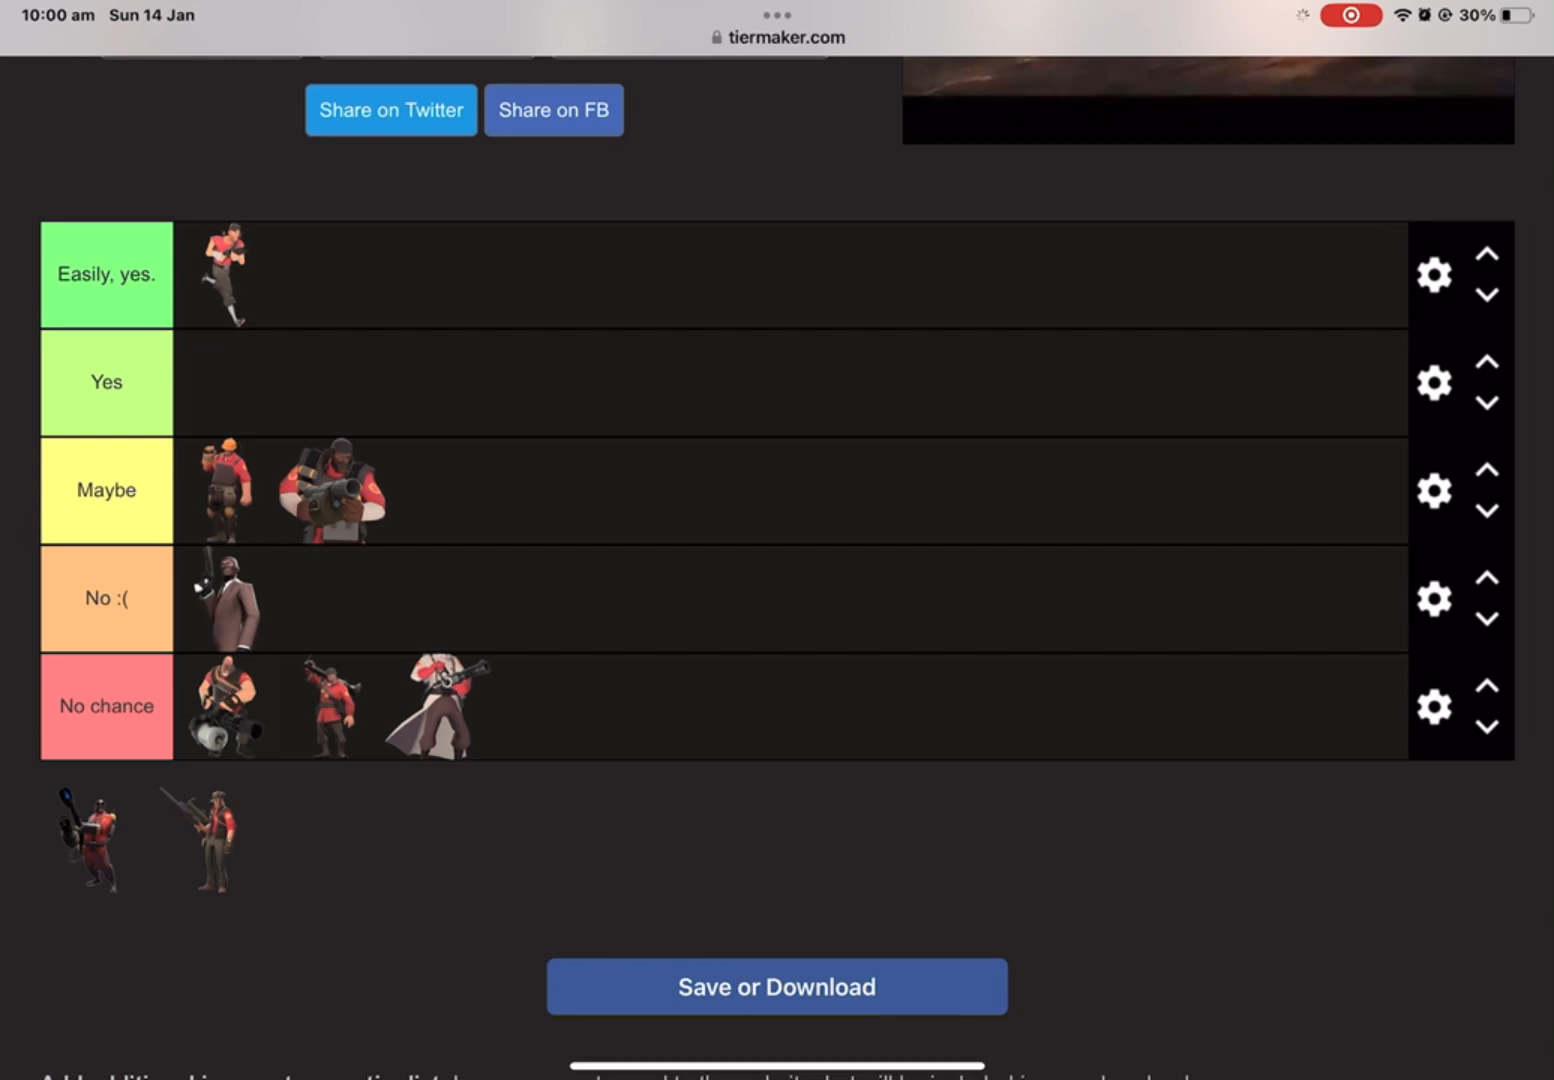 10:00 am Sun 14 Jan
30%
tiermaker.com
Share on Twitter
Share on FB
Easily, yes.
Yes
Maybe
No :(
No chance
Save or Download